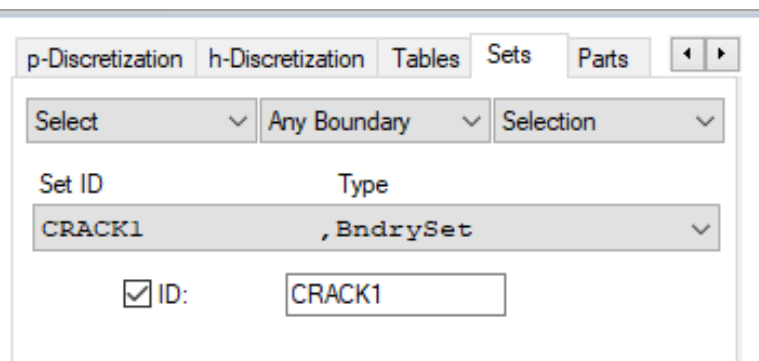 p-Discretization h-Discretization Tables Sets Parts
Select Any Boundary Selection
Set ID Type
CRACK1 ,BndrySet
ID: CRACK1